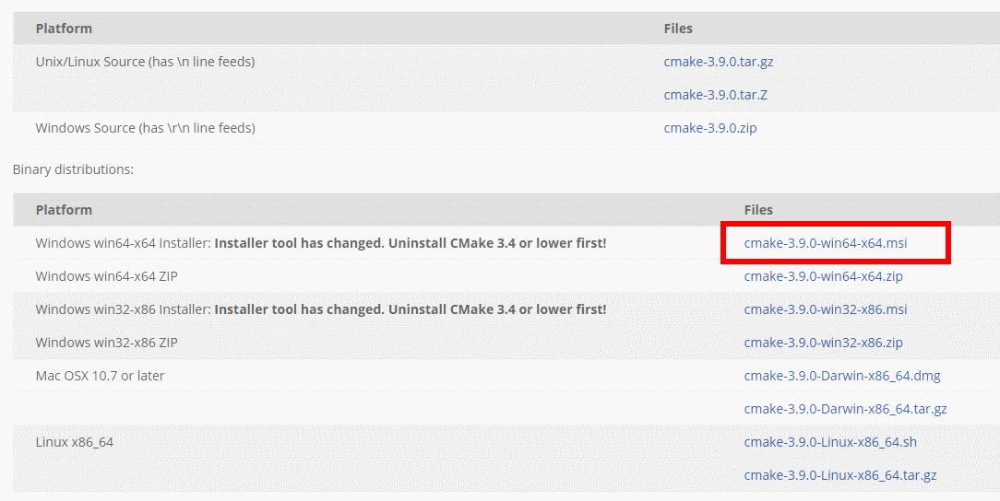 Platform Files
Unix/Linux Source (has \n line feeds) cmake-3.9.0.tar.gz
cmake-3.9.0.tar.Z
Windows Source (has \r\n line feeds) cmake-3.9.0.zip
Binary distributions:
Platform Files
Windows win64-x64 Installer: Installer tool has changed. Uninstall CMake 3.4 or lower first! cmake-3.9.0-win64-x64.msi
Windows win64-x64 ZIP cmake-3.9.0-win64-x64.zip
Windows win32-x86 Installer: Installer tool has changed. Uninstall CMake 3.4 or lower first! cmake-3.9.0-win32-x86.msi
Windows win32-x86 ZIP cmake-3.9.0-win32-x86.zip
Mac OSX 10.7 or later cmake-3.9.0-Darwin-x86_64.dmg
cmake-3.9.0-Darwin-x86_64.tar.gz
Linux x86_64 cmake-3.9.0-Linux-x86_64.sh
cmake-3.9.0-Linux-x86_64.tar.gz